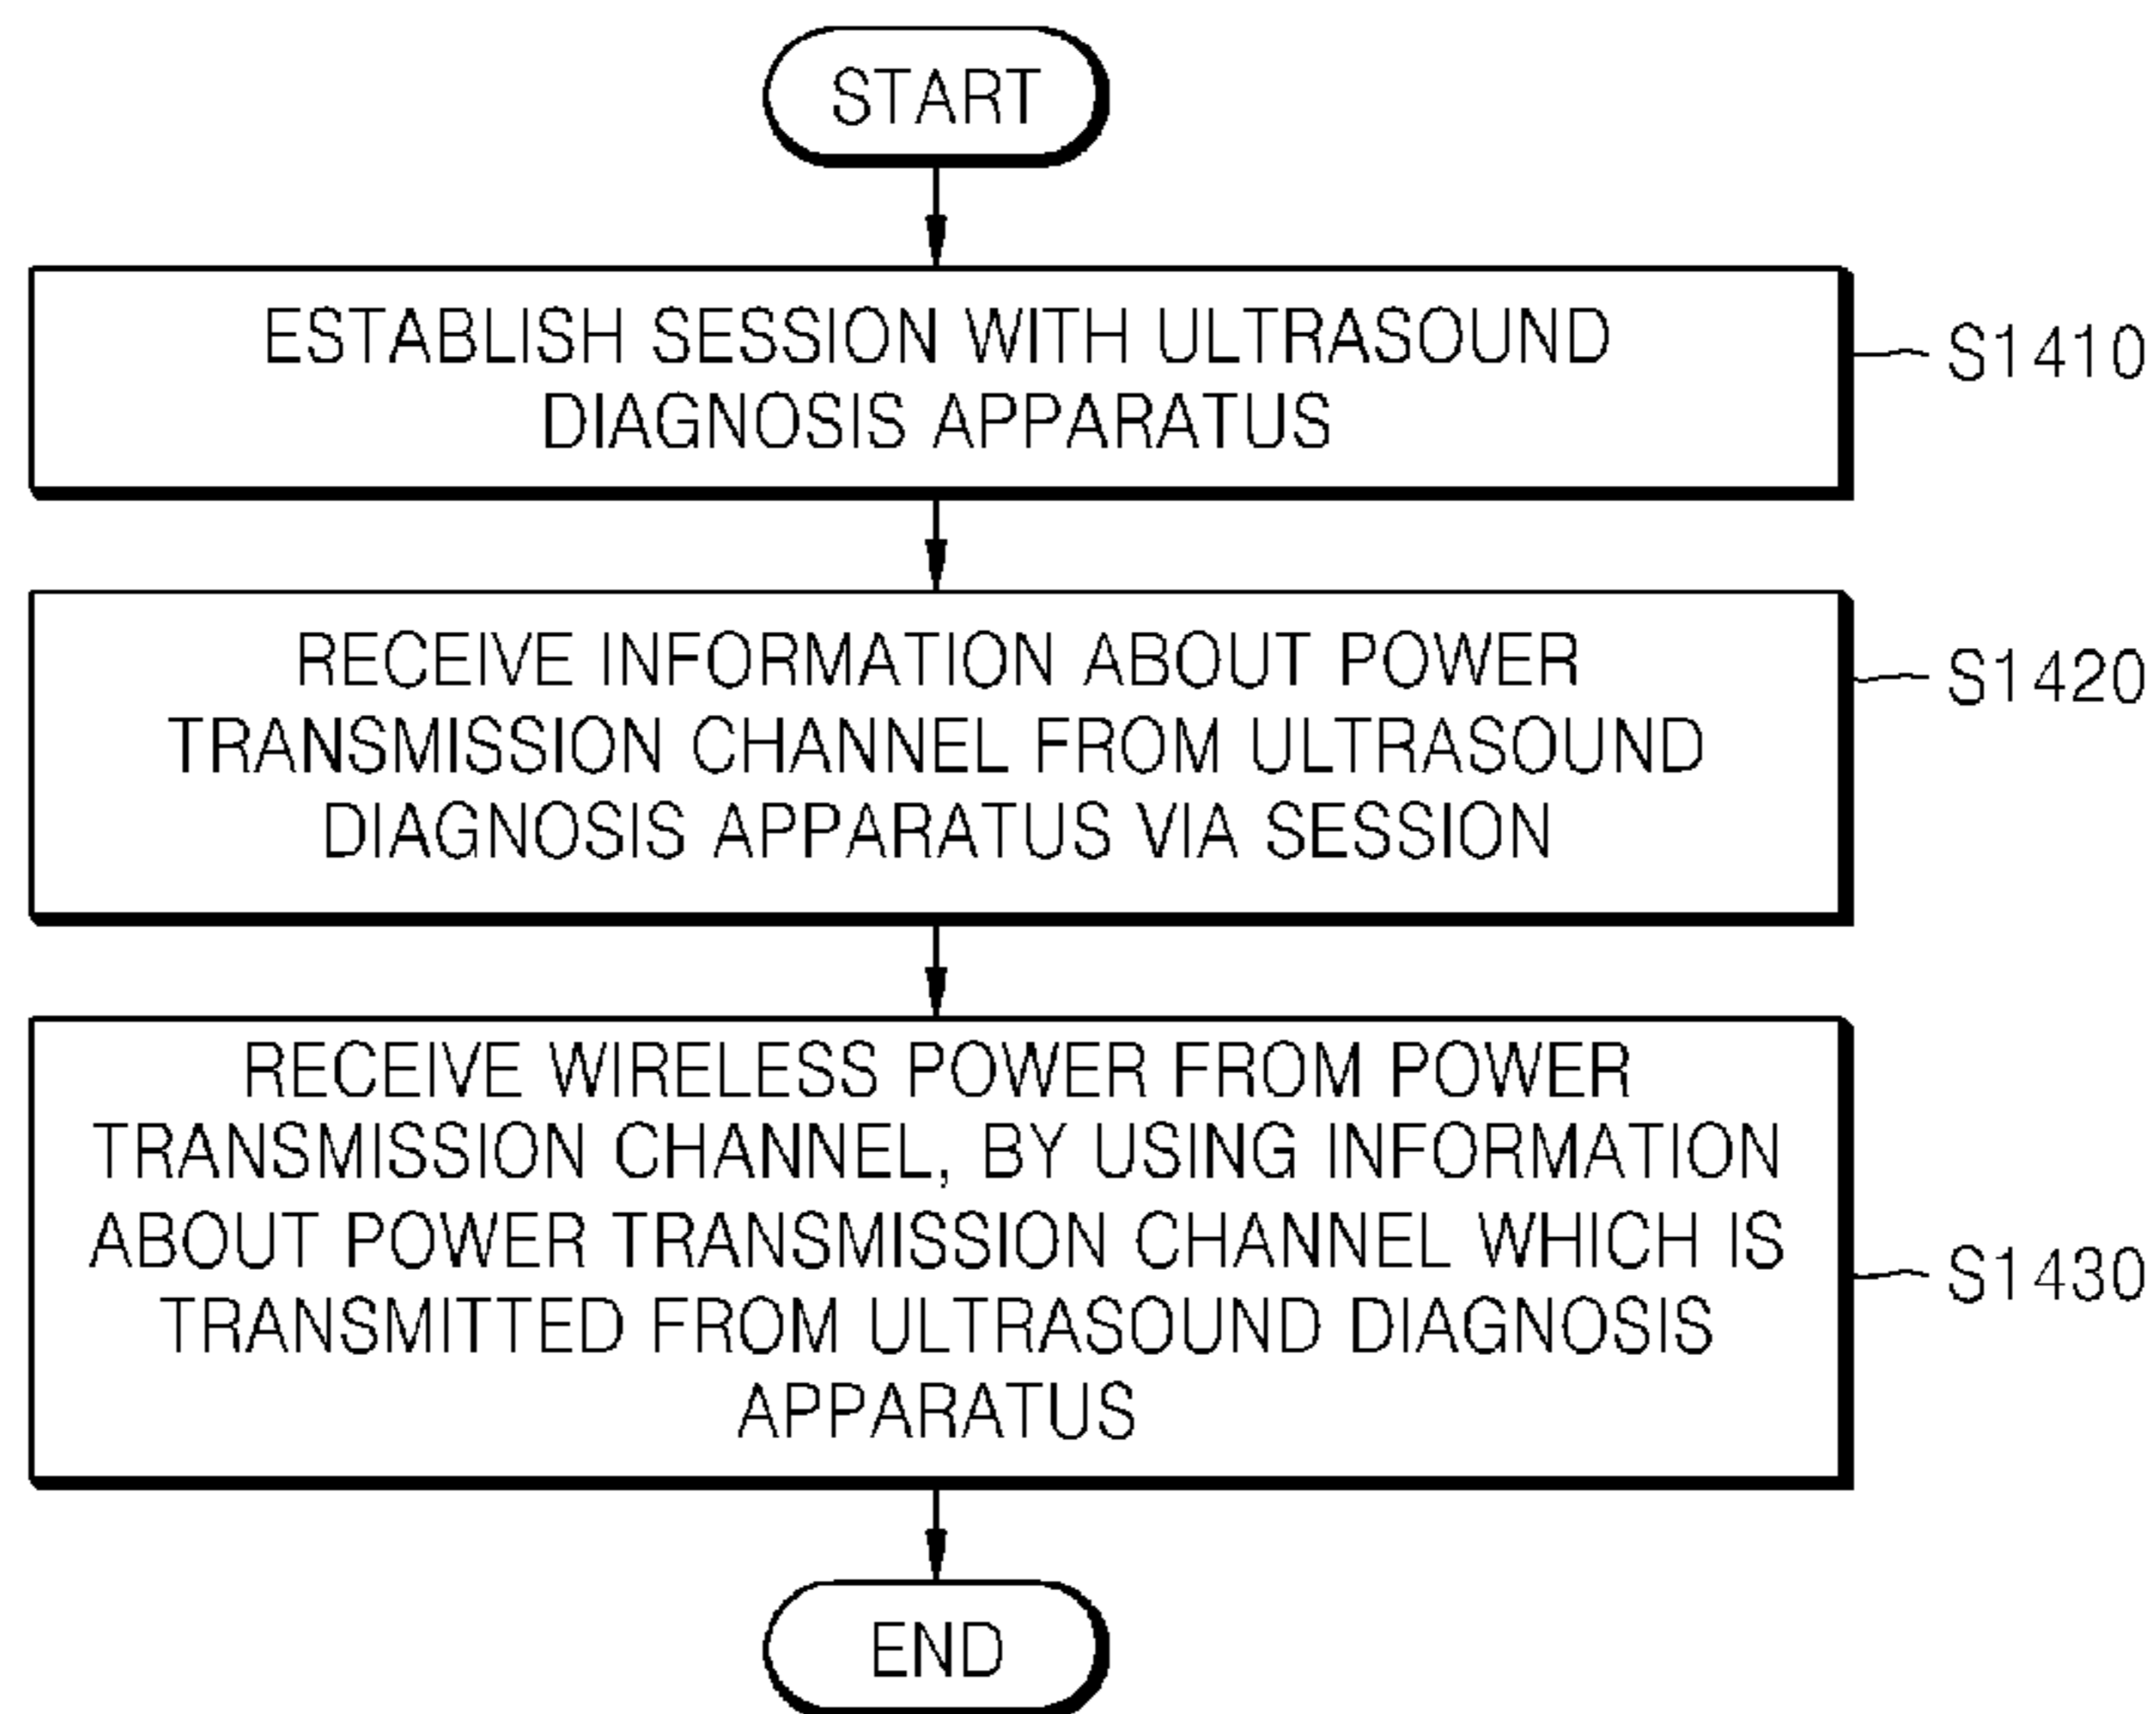 START
ESTABLISH SESSION WITH ULTRASOUND
DIAGNOSIS APPARATUS
S1410
RECEIVE INFORMATION ABOUT POWER
TRANSMISSION CHANNEL FROM ULTRASOUND
DIAGNOSIS APPARATUS VIA SESSION
S1420
RECEIVE WIRELESS POWER FROM POWER
TRANSMISSION CHANNEL, BY USING INFORMATION
ABOUT POWER TRANSMISSION CHANNEL WHICH IS
TRANSMITTED FROM ULTRASOUND DIAGNOSIS
APPARATUS
S1430
END